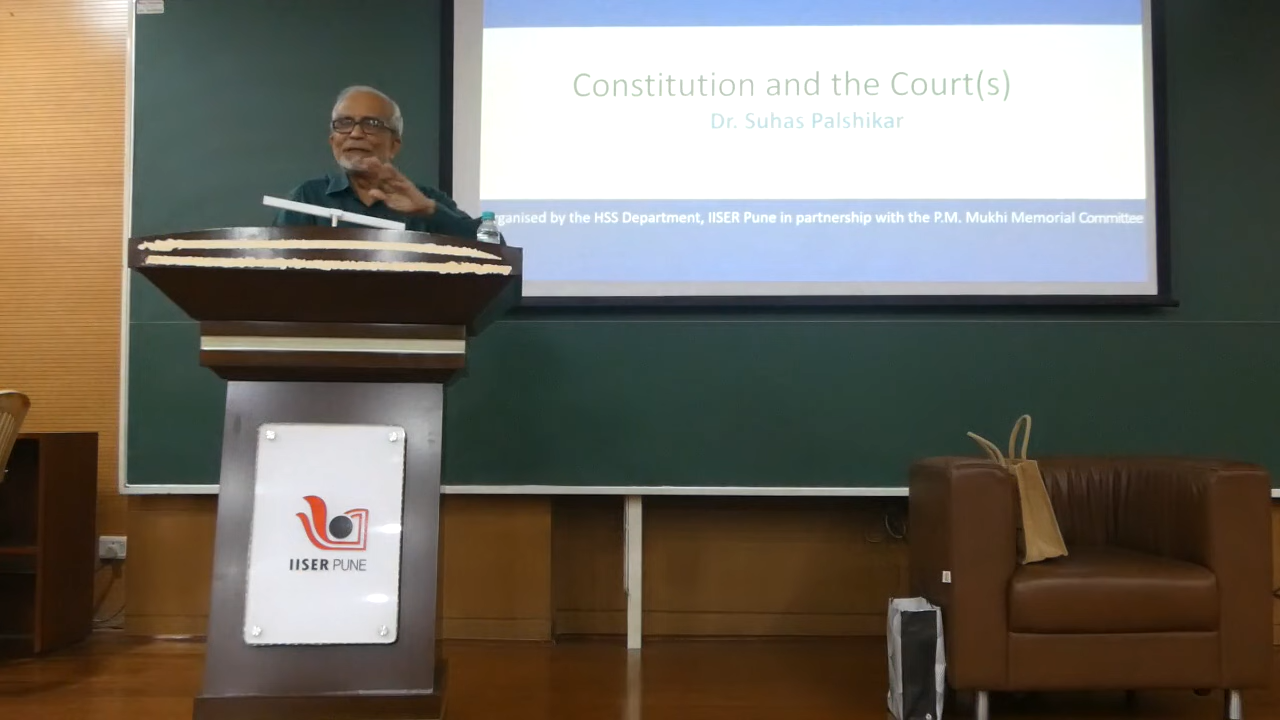 Constitution and the Court(s)
Dr. Suhas Palshikar
rganised by the HSS Department, IISER Pune in partnership with the P.M. Mukhi Memorial Committee
IISER PUNE